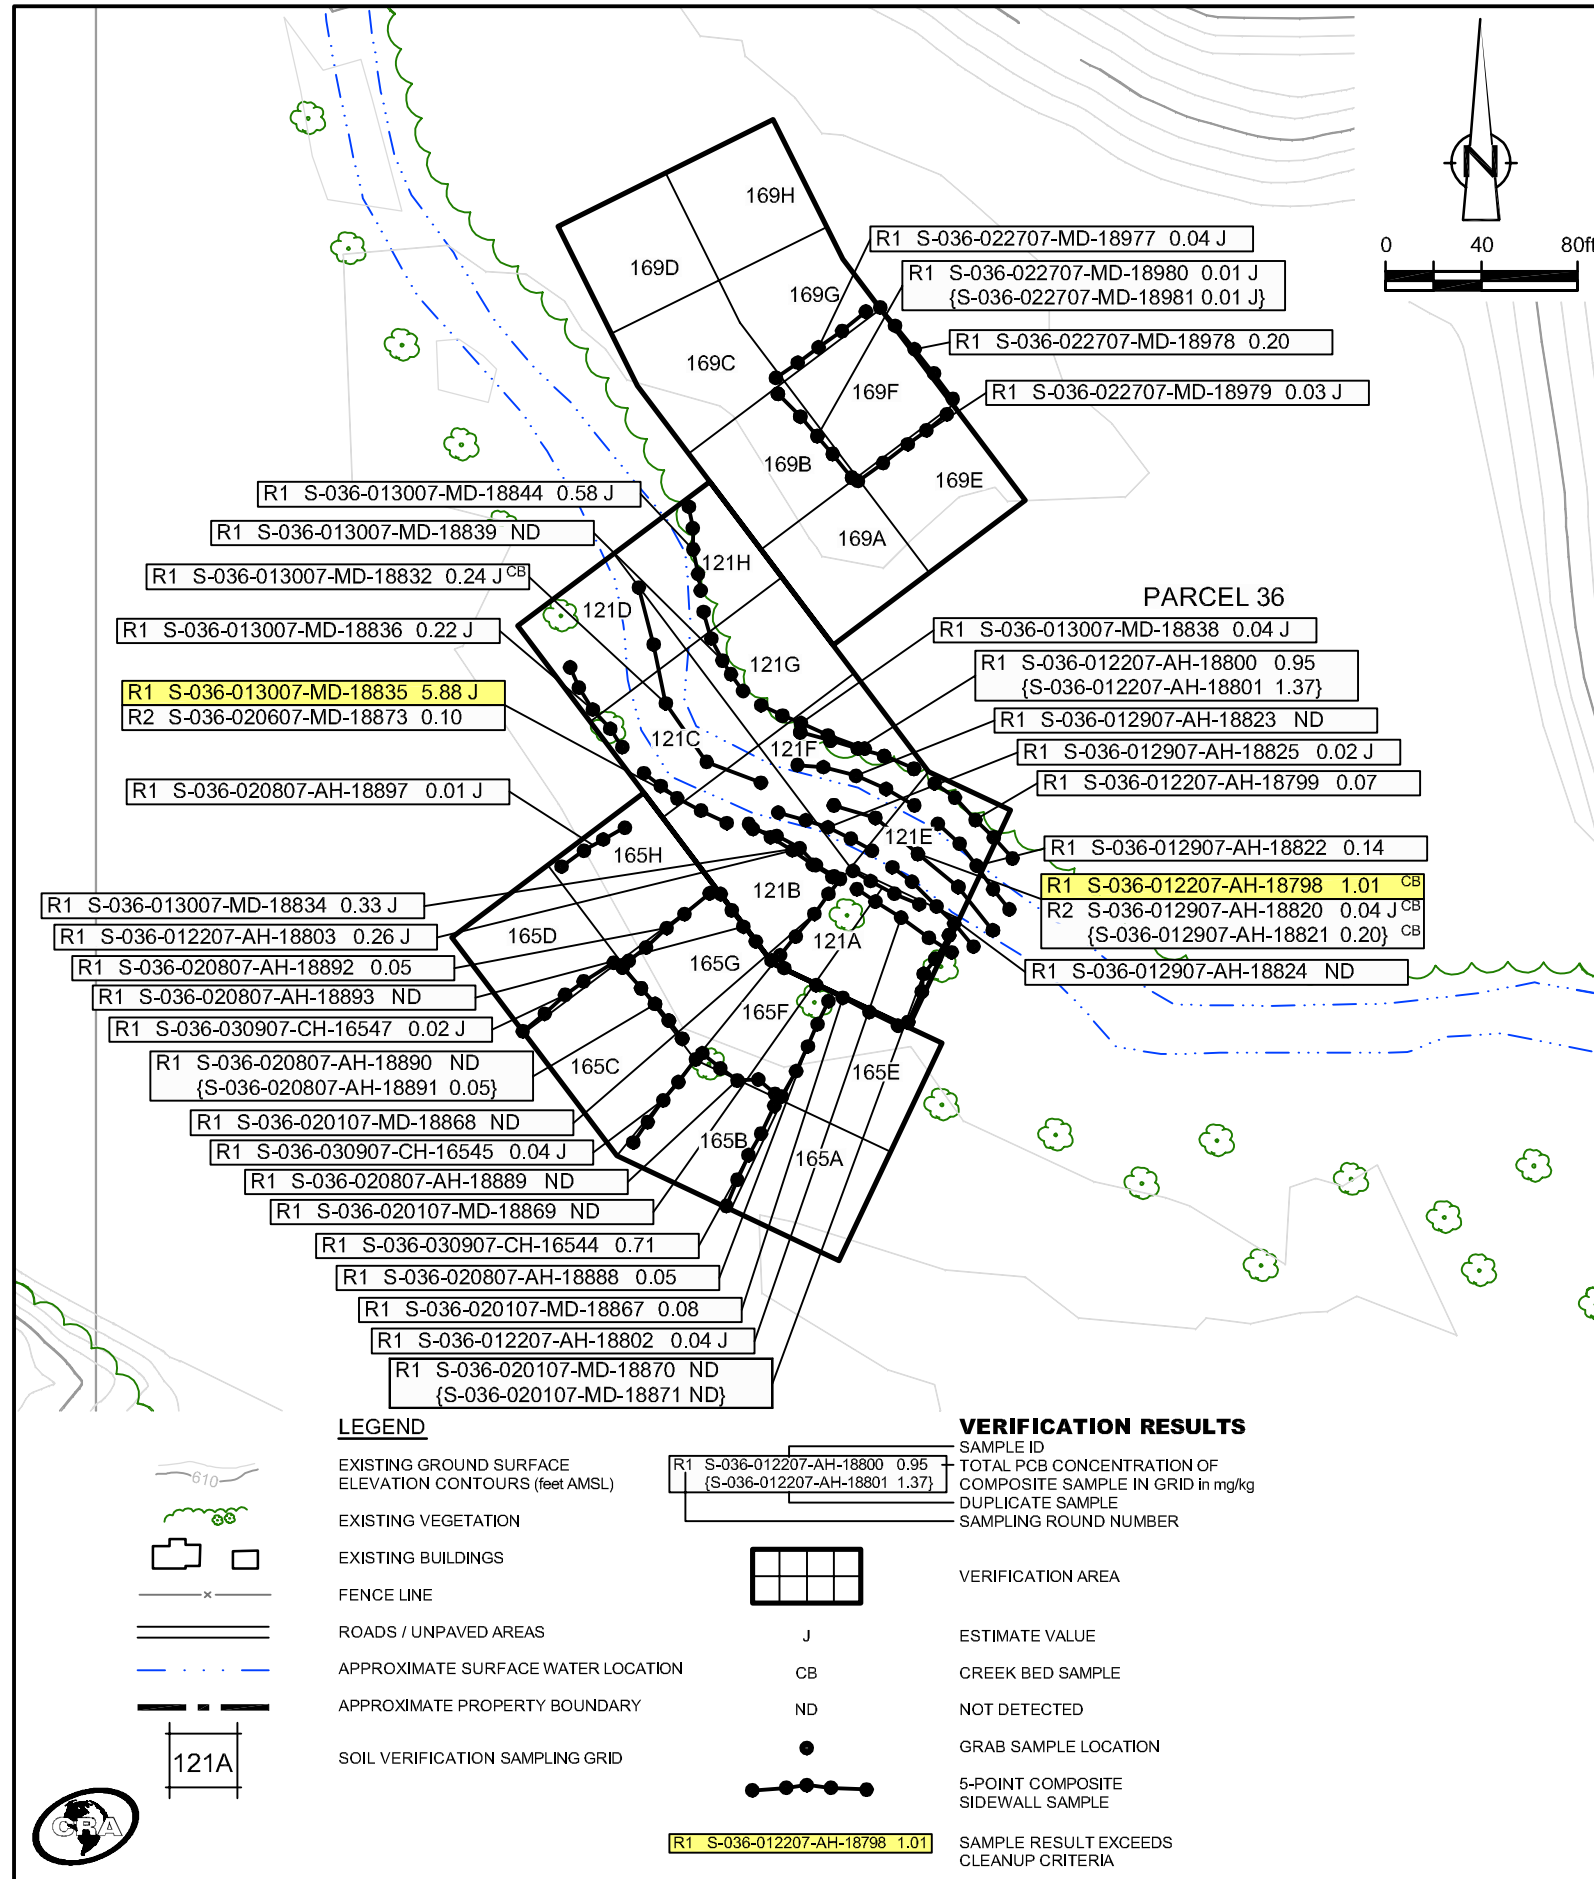 169H
R1 S-036-022707-MD-18977 0.04 J
169D
R1 S-036-022707-MD-18980 0.01 J
{S-036-022707-MD-18981 0.01 J}
N
0 40 80ft
169G
R1 S-036-022707-MD-18978 0.20
169C
169F
R1 S-036-022707-MD-18979 0.03 J
169B
169E
R1 S-036-013007-MD-18844 0.58 J
R1 S-036-013007-MD-18839 ND
169A
121H
R1 S-036-013007-MD-18832 0.24 J CB
121D
PARCEL 36
R1 S-036-013007-MD-18836 0.22 J
R1 S-036-013007-MD-18838 0.04 J
121G
R1 S-036-012207-AH-18800 0.95
{S-036-012207-AH-18801 1.37}
R1 S-036-013007-MD-18835 5.88 J
R2 S-036-020607-MD-18873 0.10
R1 S-036-012907-AH-18823 ND
121C
121F
R1 S-036-012907-AH-18825 0.02 J
R1 S-036-012207-AH-18799 0.07
R1 S-036-020807-AH-18897 0.01 J
121E
R1 S-036-012907-AH-18822 0.14
165H
R1 S-036-012207-AH-18798 1.01 CB
R2 S-036-012907-AH-18820 0.04 J CB
{S-036-012907-AH-18821 0.20} CB
121B
R1 S-036-013007-MD-18834 0.33 J
R1 S-036-012207-AH-18803 0.26 J
165D
121A
R1 S-036-020807-AH-18892 0.05
165G
R1 S-036-012907-AH-18824 ND
R1 S-036-020807-AH-18893 ND
165F
R1 S-036-030907-CH-16547 0.02 J
R1 S-036-020807-AH-18890 ND
{S-036-020807-AH-18891 0.05}
165C
165E
R1 S-036-020107-MD-18868 ND
R1 S-036-030907-CH-16545 0.04 J
165B
165A
R1 S-036-020807-AH-18889 ND
R1 S-036-020107-MD-18869 ND
R1 S-036-030907-CH-16544 0.71
R1 S-036-020807-AH-18888 0.05
R1 S-036-020107-MD-18867 0.08
R1 S-036-012207-AH-18802 0.04 J
R1 S-036-020107-MD-18870 ND
{S-036-020107-MD-18871 ND}
LEGEND
610
EXISTING GROUND SURFACE
ELEVATION CONTOURS (feet AMSL)
EXISTING VEGETATION
EXISTING BUILDINGS
x
FENCE LINE
ROADS / UNPAVED AREAS
APPROXIMATE SURFACE WATER LOCATION
APPROXIMATE PROPERTY BOUNDARY
121A
SOIL VERIFICATION SAMPLING GRID
CRA
VERIFICATION RESULTS
R1 S-036-012207-AH-18800 0.95
{S-036-012207-AH-18801 1.37}
SAMPLE ID
TOTAL PCB CONCENTRATION OF
COMPOSITE SAMPLE IN GRID in mg/kg
DUPLICATE SAMPLE
SAMPLING ROUND NUMBER
VERIFICATION AREA
J ESTIMATE VALUE
CB CREEK BED SAMPLE
ND NOT DETECTED
GRAB SAMPLE LOCATION
5-POINT COMPOSITE
SIDEWALL SAMPLE
R1 S-036-012207-AH-18798 1.01
SAMPLE RESULT EXCEEDS
CLEANUP CRITERIA